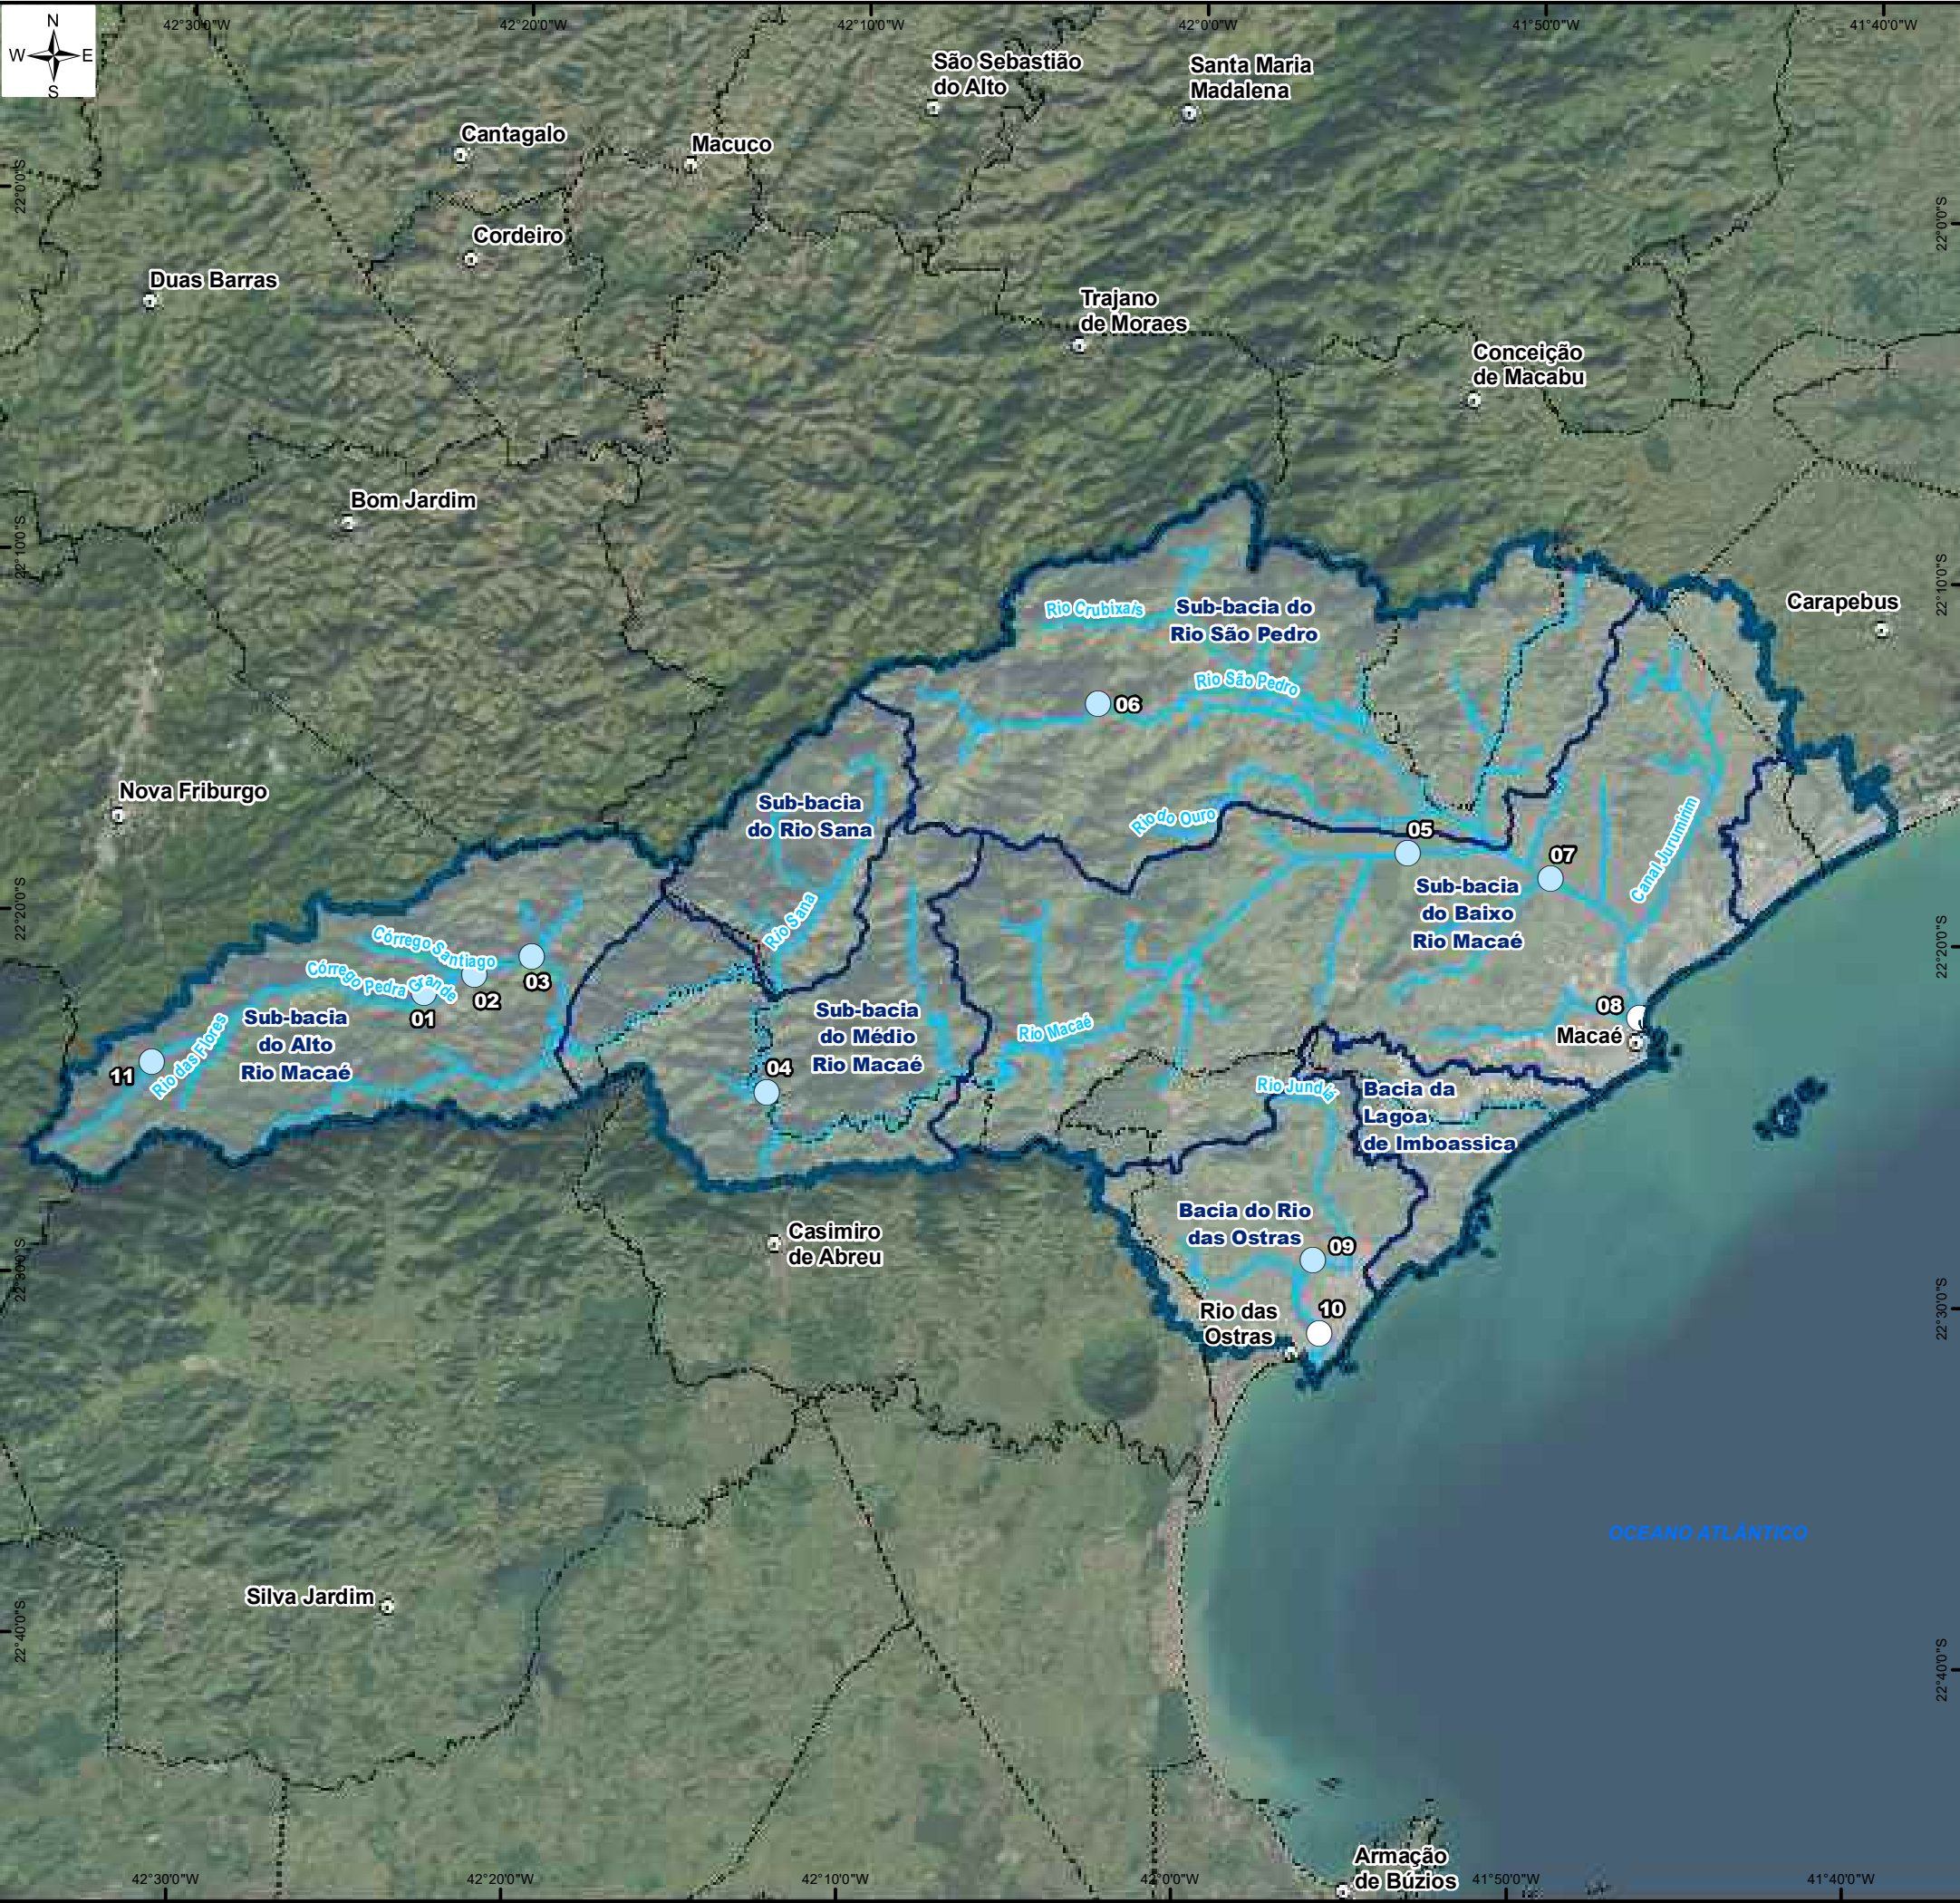 N
W E
S
42°30'0"W
42°20'0"W
42°10'0"W
42°0'0"W
41°50'0"W
41°40'0"W
São Sebastião
do Alto
Santa Maria
Madalena
Cantagalo
Macuco
22°0'0"S
22°0'0"S
Cordeiro
Duas Barras
Trajano
de Moraes
Conceição
de Macabu
Bom Jardim
22°10'0"S
22°10'0"S
Rio Crubixais
Sub-bacia do
Rio São Pedro
Carapebus
Rio São Pedro
06
Nova Friburgo
Sub-bacia
do Rio Sana
Rio do Ouro
05
07
Canal Jurumirim
Sub-bacia
do Baixo
Rio Macaé
22°20'0"S
22°20'0"S
Rio Sana
Córrego Santiago
Córrego Pedra Grande
03
02
01
Sub-bacia
do Alto
Rio Macaé
Rio das Flores
11
Sub-bacia
do Médio
Rio Macaé
04
Rio Macaé
08
Macaé
Rio Jundiá
Bacia da
Lagoa
de Imboassica
Bacia do Rio
das Ostras
09
Casimiro
de Abreu
22°30'0"S
22°30'0"S
10
Rio das
Ostras
OCEANO ATLÂNTICO
Silva Jardim
22°40'0"S
22°40'0"S
Armação
de Búzios
42°30'0"W
42°20'0"W
42°10'0"W
42°0'0"W
41°50'0"W
41°40'0"W